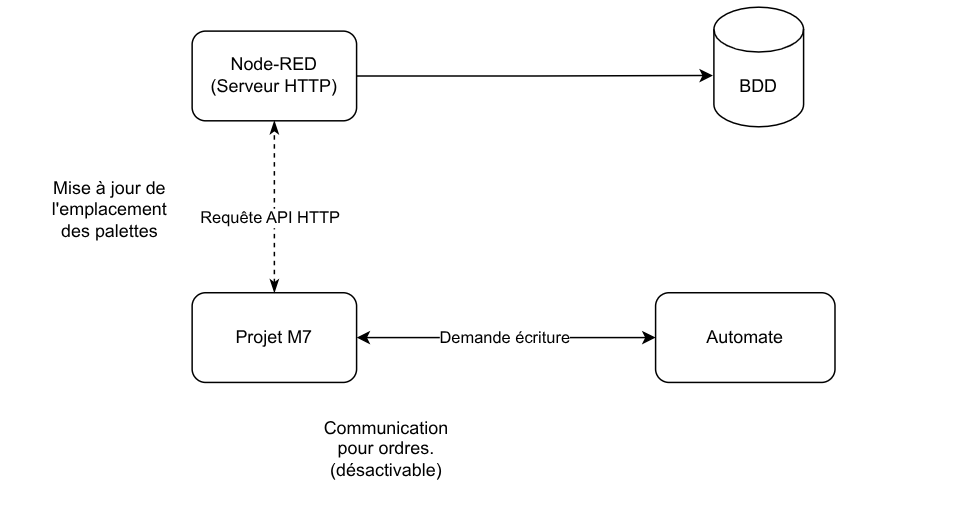 Node-RED
(Serveur HTTP)
BDD
Mise à jour de
l'emplacement
des palettes
Requête API HTTP
Projet M7
Demande écriture
Automate
Communication
pour ordres.
(désactivable)